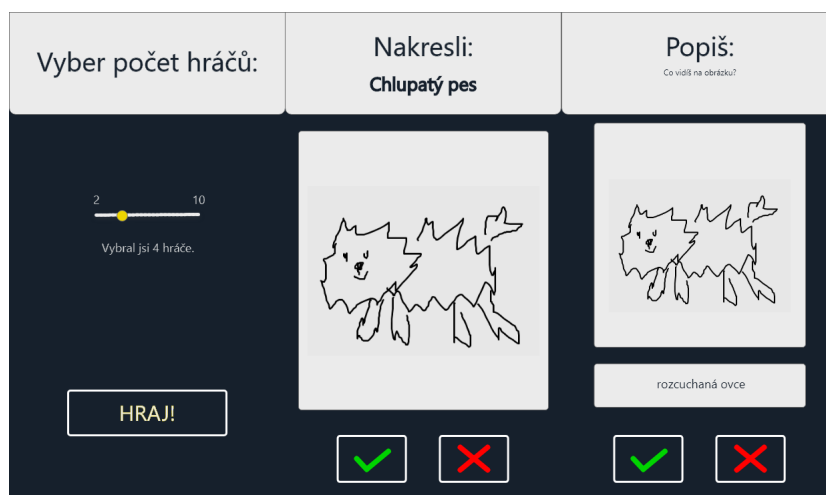 Vyber počet hráčů:
2 10
Vybral jsi 4 hráče.
HRAJ!
Nakresli:
Chlupatý pes
Popiš:
Co vidíš na obrázku?
rozcuchaná ovce